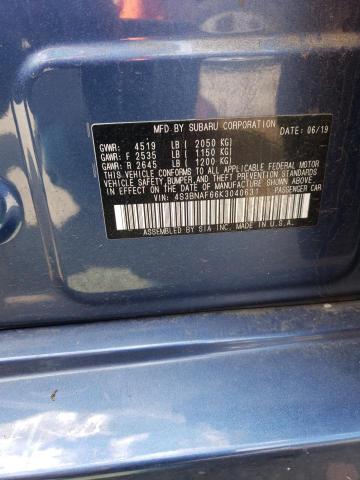 MFD BY SUBARU CORPORATION DATE: 06/19
GVWR: 4519 LB ( 2050 KG)
GAWR: F 2535 LB ( 1150 KG)
GAWR: R 2645 LB ( 1200 KG)
THIS VEHICLE CONFORMS TO ALL APPLICABLE FEDERAL MOTOR
VEHICLE SAFETY, BUMPER, AND THEFT PREVENTION STANDARDS
IN EFFECT ON THE DATE OF MANUFACTURE SHOWN ABOVE.
VIN: 4S3BNAF66K3040631 PASSENGER CAR
ASSEMBLED BY SIA INC. MADE IN U.S.A.